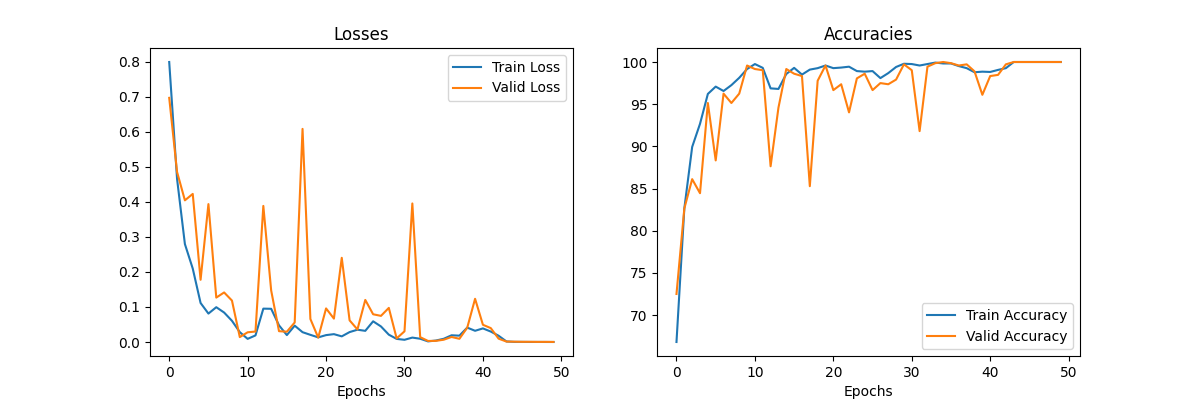 Losses
0.8
0.7
0.6
0.5
0.4
0.3
0.2
0.1
0.0
0 10 20 30 40 50
Epochs
Train Loss
Valid Loss
Accuracies
100
95
90
85
80
75
70
0 10 20 30 40 50
Epochs
Train Accuracy
Valid Accuracy